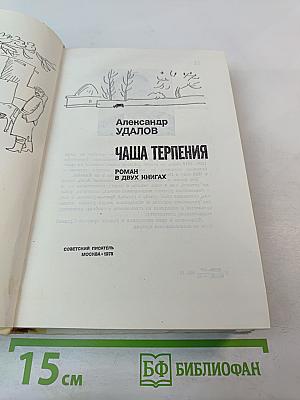 Александр
УДАЛОВ
ЧАША ТЕРПЕНИЯ
РОМАН
В ДВУХ КНИГАХ
СОВЕТСКИЙ ПИСАТЕЛЬ
МОСКВА • 1978
15 см
БФ БИБЛИОФАН